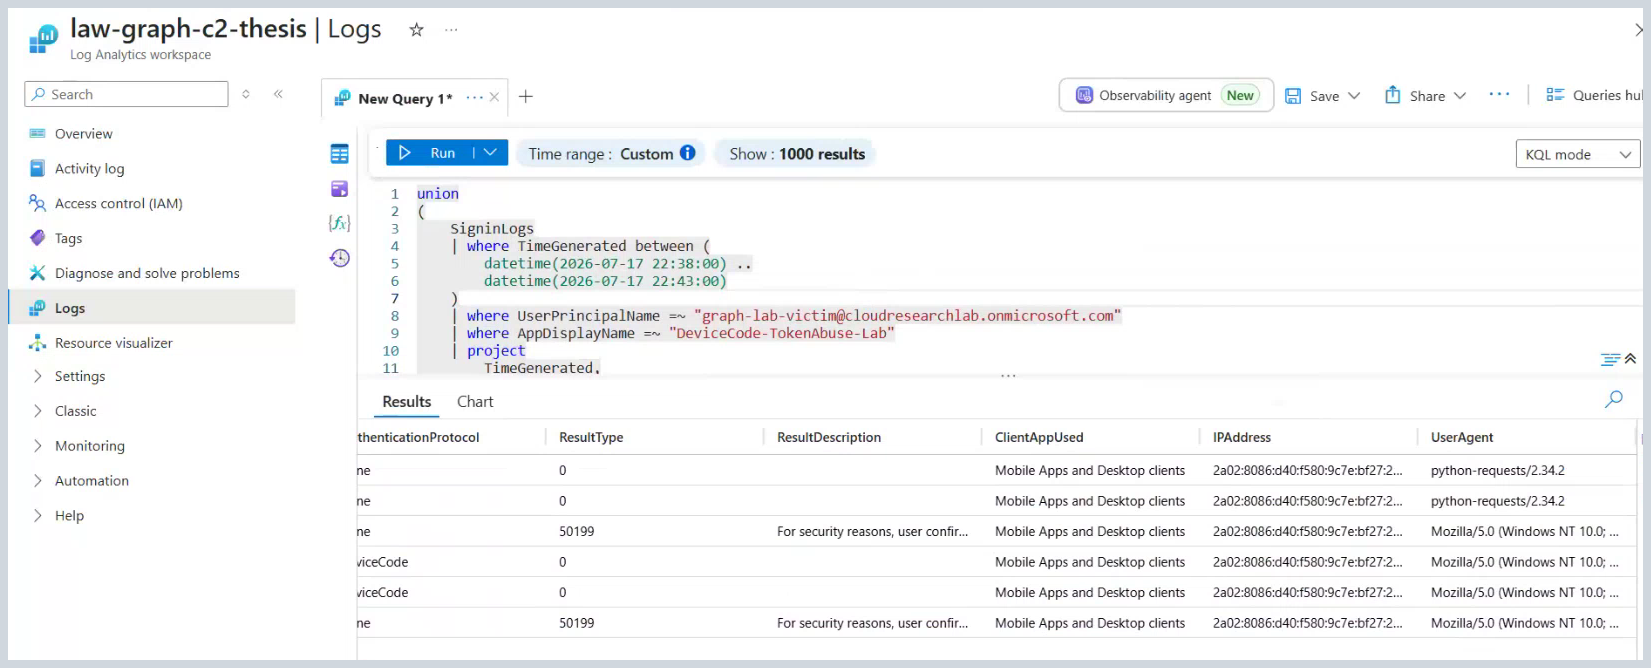 law-graph-c2-thesis | Logs
Log Analytics workspace
Search
Overview
Activity log
Access control (IAM)
Tags
Diagnose and solve problems
Logs
Resource visualizer
Settings
Classic
Monitoring
Automation
Help
New Query 1*
Observability agent New
Save
Share
Queries hu
Run
Time range : Custom
Show : 1000 results
KQL mode
1 union
2 (
3 SigninLogs
4 | where TimeGenerated between (
5 datetime(2026-07-17 22:38:00) ..
6 datetime(2026-07-17 22:43:00)
7 )
8 | where UserPrincipalName =~ "graph-lab-victim@cloudresearchlab.onmicrosoft.com"
9 | where AppDisplayName =~ "DeviceCode-TokenAbuse-Lab"
10 | project
11 TimeGenerated,
Results Chart
thenticationProtocol ResultType ResultDescription ClientAppUsed IPAddress UserAgent
ne 0 Mobile Apps and Desktop clients 2a02:8086:d40:f580:9c7e:bf27:2... python-requests/2.34.2
ne 0 Mobile Apps and Desktop clients 2a02:8086:d40:f580:9c7e:bf27:2... python-requests/2.34.2
ne 50199 For security reasons, user confir... Mobile Apps and Desktop clients 2a02:8086:d40:f580:9c7e:bf27:2... Mozilla/5.0 (Windows NT 10.0; ...
viceCode 0 Mobile Apps and Desktop clients 2a02:8086:d40:f580:9c7e:bf27:2... Mozilla/5.0 (Windows NT 10.0; ...
viceCode 0 Mobile Apps and Desktop clients 2a02:8086:d40:f580:9c7e:bf27:2... Mozilla/5.0 (Windows NT 10.0; ...
ne 50199 For security reasons, user confir... Mobile Apps and Desktop clients 2a02:8086:d40:f580:9c7e:bf27:2... Mozilla/5.0 (Windows NT 10.0; ...